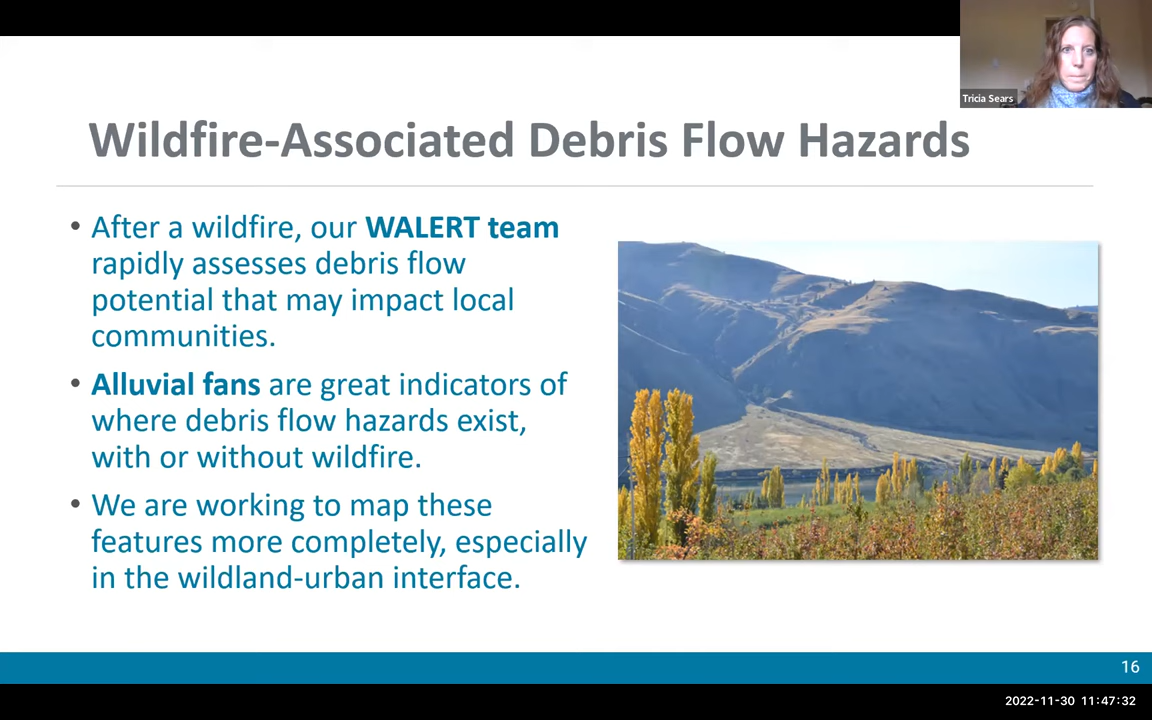 Tricia Sears
Wildfire-Associated Debris Flow Hazards
• After a wildfire, our WALERT team
rapidly assesses debris flow
potential that may impact local
communities.
• Alluvial fans are great indicators of
where debris flow hazards exist,
with or without wildfire.
• We are working to map these
features more completely, especially
in the wildland-urban interface.
16
2022-11-30 11:47:32